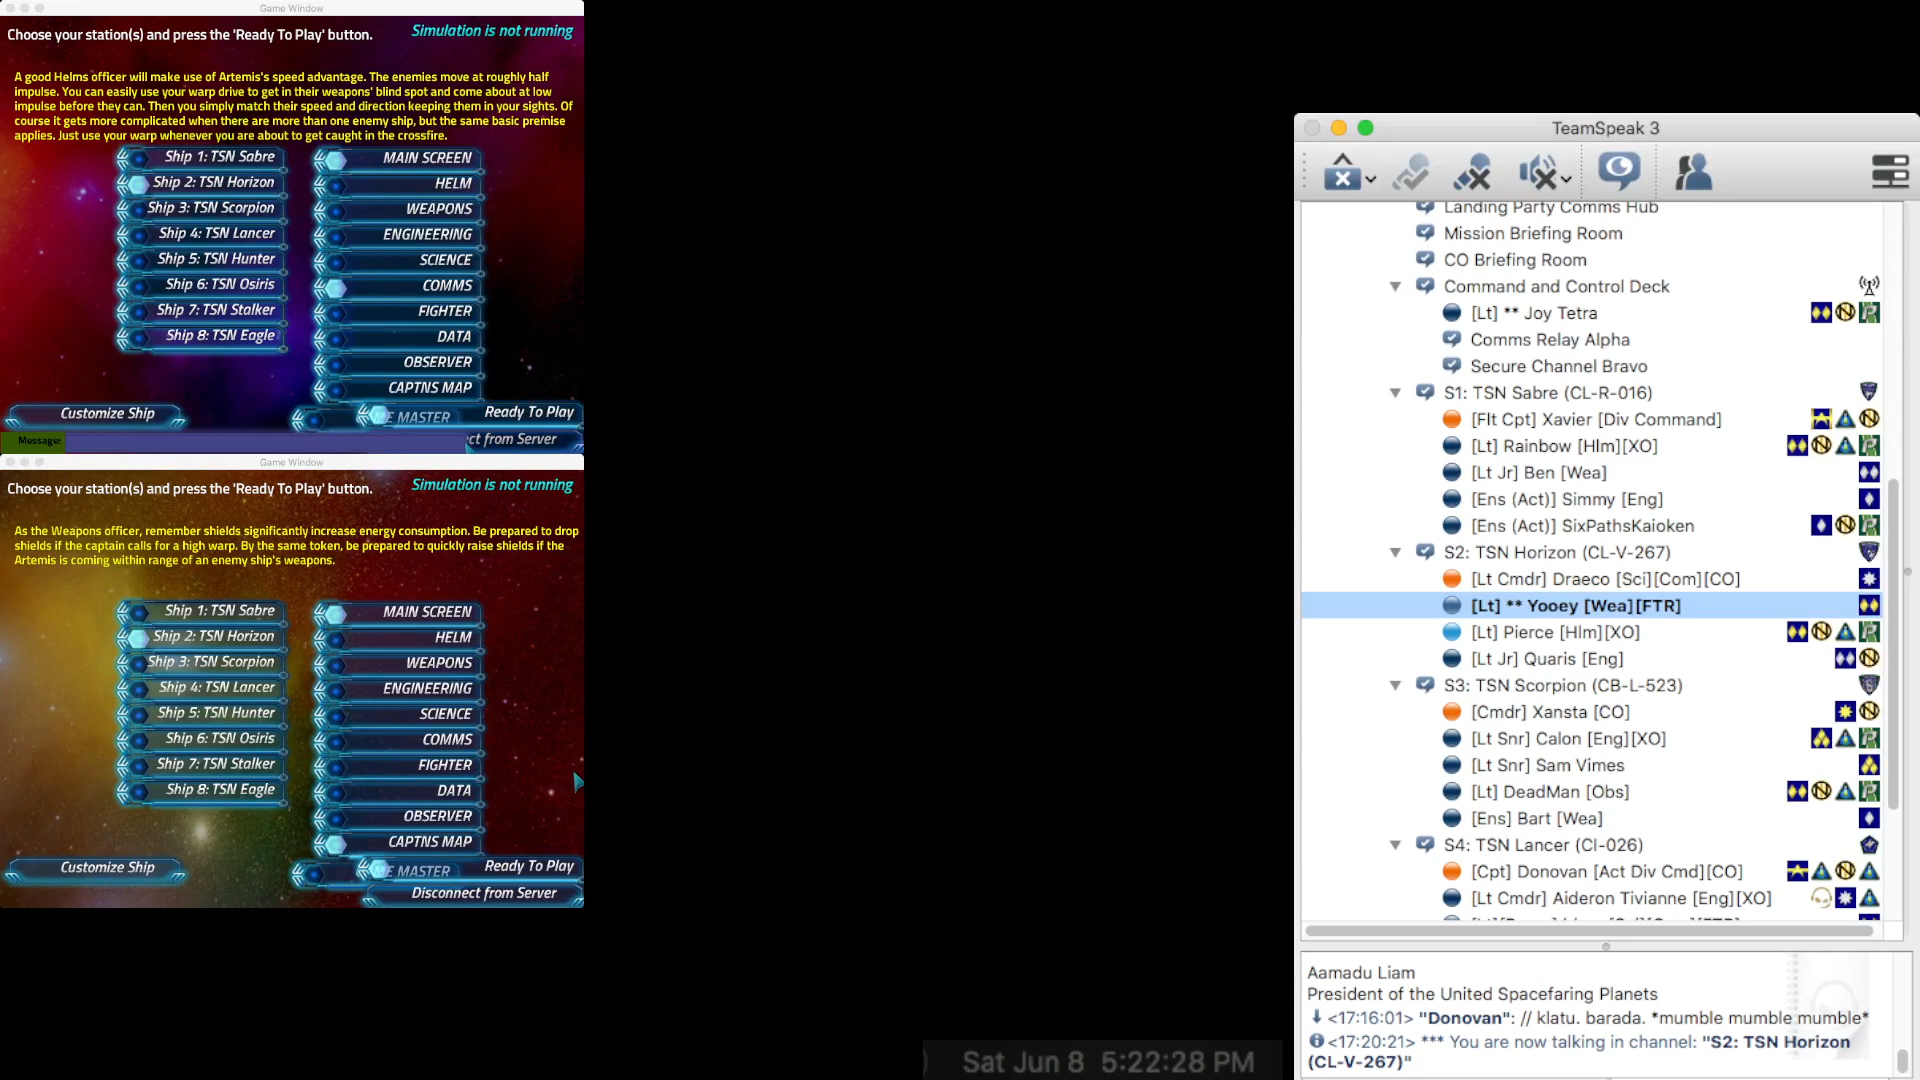 Game Window
Choose your station(s) and press the 'Ready To Play' button.
Simulation is not running
A good Helms officer will make use of Artemis's speed advantage. The enemies move at roughly half
impulse. You can easily use your warp drive to get in their weapons' blind spot and come about at low
impulse before they can. Then you simply match their speed and direction keeping them in your sights. Of
course it gets more complicated when there are more than one enemy ship, but the same basic premise
applies. Just use your warp whenever you are about to get caught in the crossfire.
Ship 1: TSN Sabre
Ship 2: TSN Horizon
Ship 3: TSN Scorpion
Ship 4: TSN Lancer
Ship 5: TSN Hunter
Ship 6: TSN Osiris
Ship 7: TSN Stalker
Ship 8: TSN Eagle
MAIN SCREEN
HELM
WEAPONS
ENGINEERING
SCIENCE
COMMS
FIGHTER
DATA
OBSERVER
CAPTNS MAP
Customize Ship
E MASTER
Ready To Play
Message:
ct from Server
Game Window
Choose your station(s) and press the 'Ready To Play' button.
Simulation is not running
As the Weapons officer, remember shields significantly increase energy consumption. Be prepared to drop
shields if the captain calls for a high warp. By the same token, be prepared to quickly raise shields if the
Artemis is coming within range of an enemy ship's weapons.
Ship 1: TSN Sabre
Ship 2: TSN Horizon
Ship 3: TSN Scorpion
Ship 4: TSN Lancer
Ship 5: TSN Hunter
Ship 6: TSN Osiris
Ship 7: TSN Stalker
Ship 8: TSN Eagle
MAIN SCREEN
HELM
WEAPONS
ENGINEERING
SCIENCE
COMMS
FIGHTER
DATA
OBSERVER
CAPTNS MAP
Customize Ship
E MASTER
Ready To Play
Disconnect from Server
Sat Jun 8 5:22:28 PM
TeamSpeak 3
Landing Party Comms Hub
Mission Briefing Room
CO Briefing Room
Command and Control Deck
[Lt] ** Joy Tetra
Comms Relay Alpha
Secure Channel Bravo
S1: TSN Sabre (CL-R-016)
[Flt Cpt] Xavier [Div Command]
[Lt] Rainbow [Hlm][XO]
[Lt Jr] Ben [Wea]
[Ens (Act)] Simmy [Eng]
[Ens (Act)] SixPathsKaioken
S2: TSN Horizon (CL-V-267)
[Lt Cmdr] Draeco [Sci][Com][CO]
[Lt] ** Yooey [Wea][FTR]
[Lt] Pierce [Hlm][XO]
[Lt Jr] Quaris [Eng]
S3: TSN Scorpion (CB-L-523)
[Cmdr] Xansta [CO]
[Lt Snr] Calon [Eng][XO]
[Lt Snr] Sam Vimes
[Lt] DeadMan [Obs]
[Ens] Bart [Wea]
S4: TSN Lancer (CI-026)
[Cpt] Donovan [Act Div Cmd][CO]
[Lt Cmdr] Aideron Tivianne [Eng][XO]
Aamadu Liam
President of the United Spacefaring Planets
<17:16:01> "Donovan": // klatu. barada. *mumble mumble mumble*
<17:20:21> *** You are now talking in channel: "S2: TSN Horizon
(CL-V-267)"